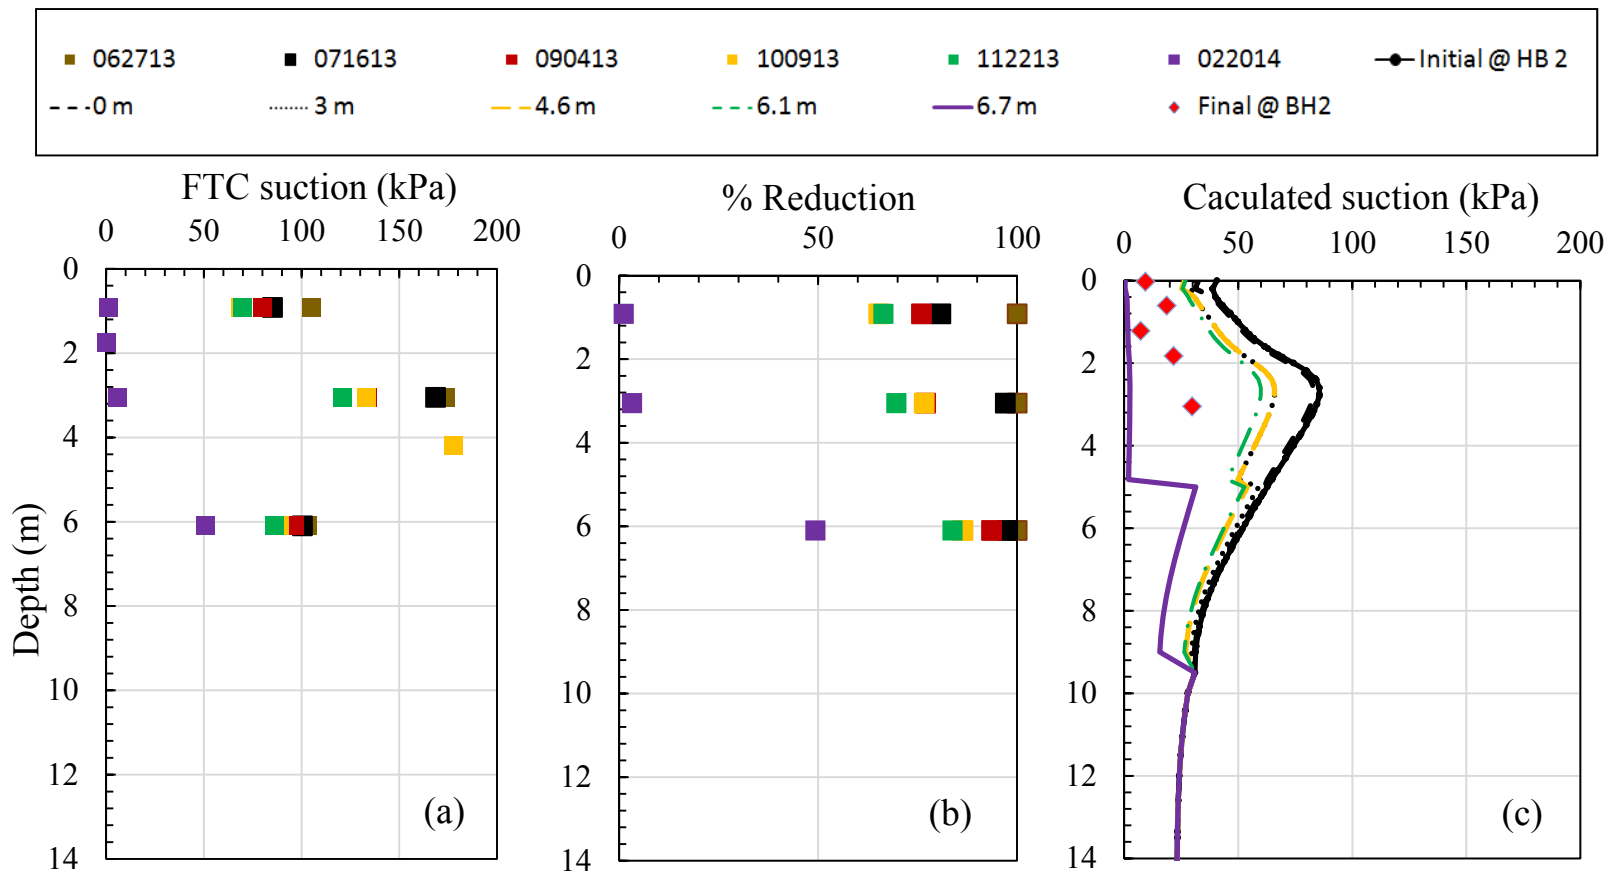 062713 071613 090413 100913 112213 022014 Initial @ HB 2
0 m 3 m 4.6 m 6.1 m 6.7 m Final @ BH2
FTC suction (kPa) % Reduction Caculated suction (kPa)
0 50 100 150 200 0 50 100 0 50 100 150 200
0 0 0
2 2 2
4 4 4
6 6 6
8 8 8
10 10 10
12 12 12
14 14 14
Depth (m)
(a) (b) (c)